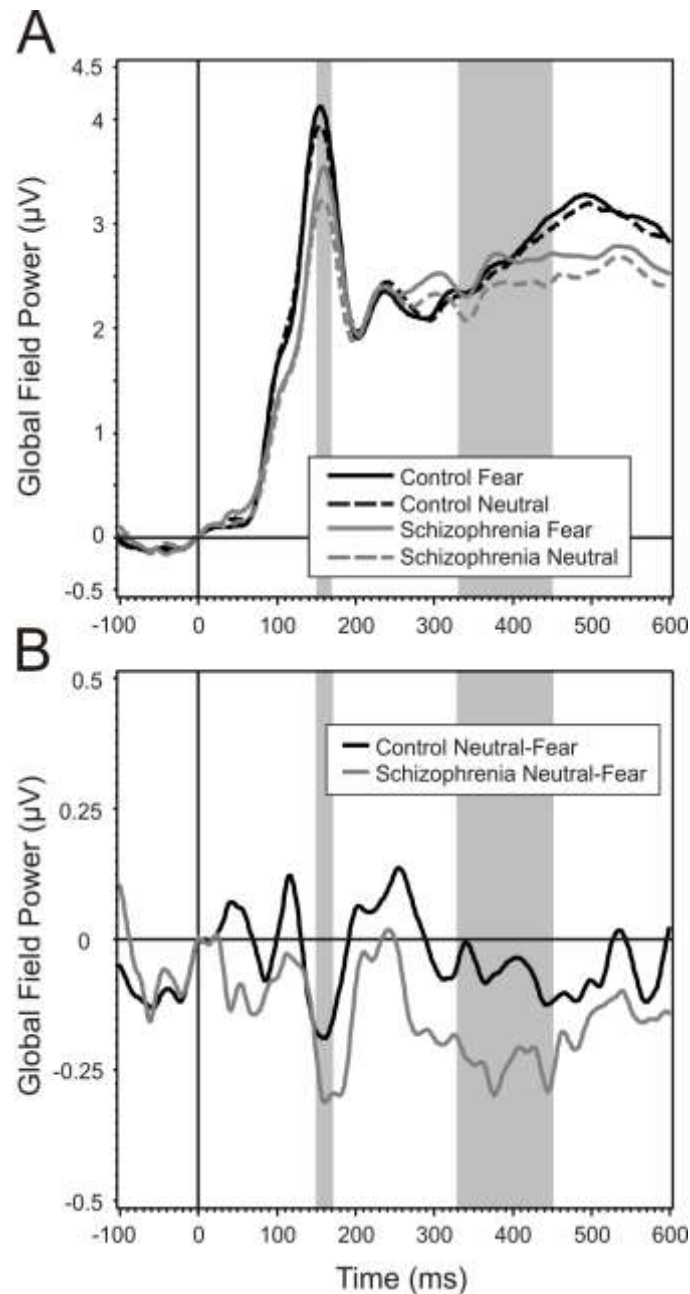 A
Global Field Power (µV)
4.5
4
3
2
1
0
-0.5
Control Fear
Control Neutral
Schizophrenia Fear
Schizophrenia Neutral
-100 0 100 200 300 400 500 600
B
Global Field Power (µV)
0.5
0.25
0
-0.25
-0.5
Control Neutral-Fear
Schizophrenia Neutral-Fear
-100 0 100 200 300 400 500 600
Time (ms)